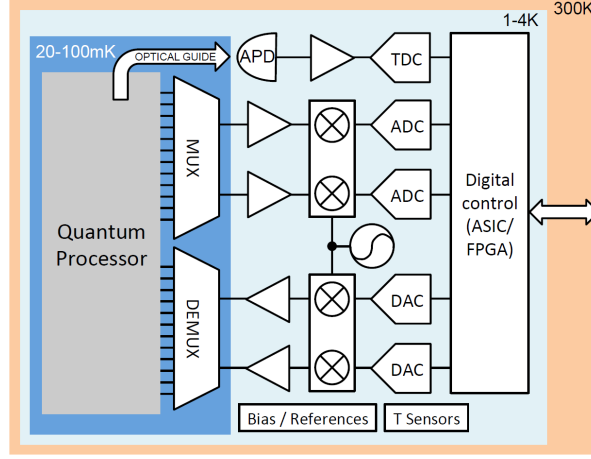 300K
1-4K
20-100mK
OPTICAL GUIDE
APD
TDC
MUX
ADC
ADC
Quantum
Processor
Digital
control
(ASIC/
FPGA)
DEMUX
DAC
DAC
Bias / References
T Sensors